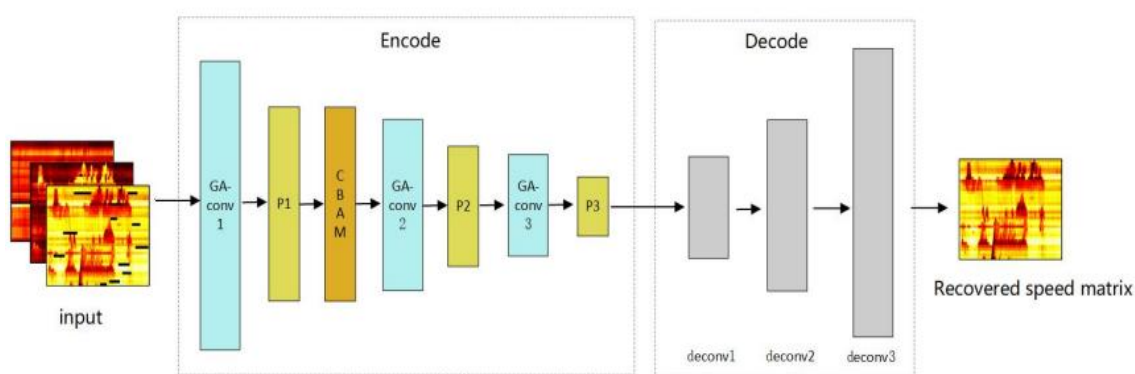 Encode
Decode
GA-
conv
1
P1
C
B
A
M
GA-
conv
2
P2
GA-
conv
3
P3
input
deconv1
deconv2
deconv3
Recovered speed matrix